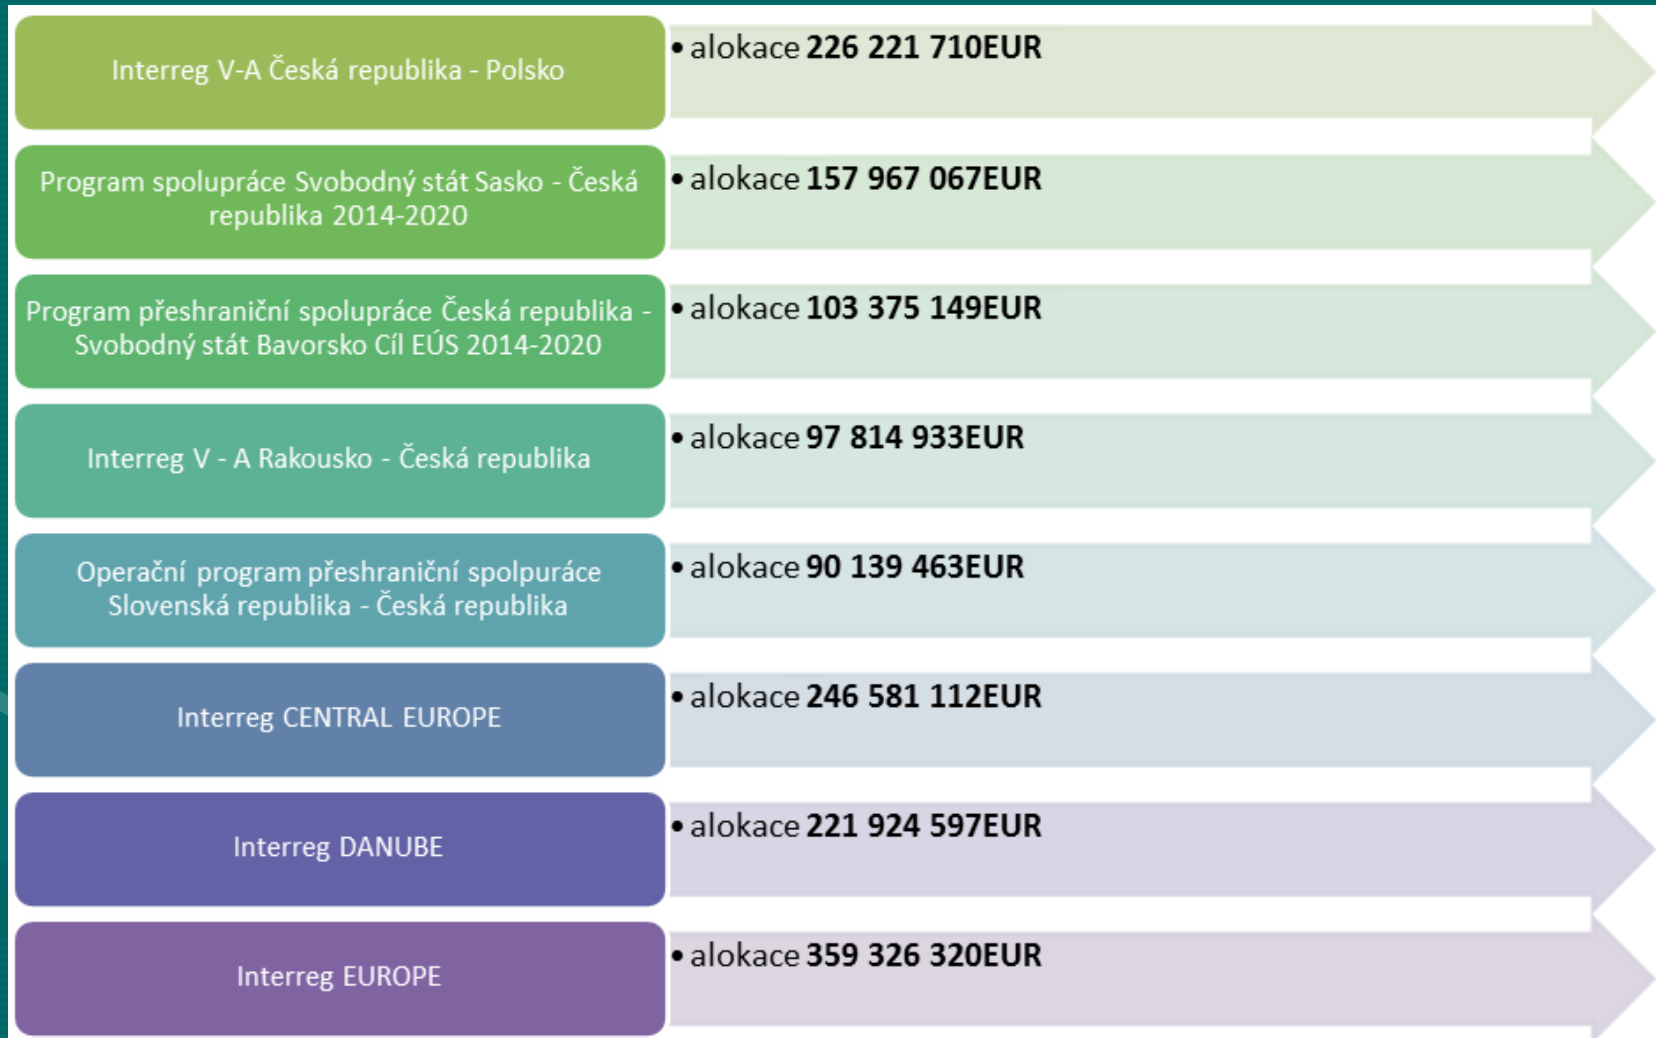 Interreg V-A Česká republika - Polsko
• alokace 226 221 710EUR
Program spolupráce Svobodný stát Sasko - Česká
republika 2014-2020
• alokace 157 967 067EUR
Program přeshraniční spolupráce Česká republika -
Svobodný stát Bavorsko Cíl EÚS 2014-2020
• alokace 103 375 149EUR
Interreg V - A Rakousko - Česká republika
• alokace 97 814 933EUR
Operační program přeshraniční spolpuráce
Slovenská republika - Česká republika
• alokace 90 139 463EUR
Interreg CENTRAL EUROPE
• alokace 246 581 112EUR
Interreg DANUBE
• alokace 221 924 597EUR
Interreg EUROPE
• alokace 359 326 320EUR